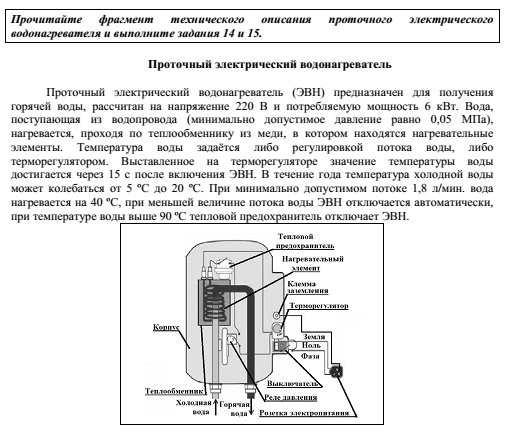 Прочитайте фрагмент технического описания проточного электрического
водонагревателя и выполните задания 14 и 15.
Проточный электрический водонагреватель
Проточный электрический водонагреватель (ЭВН) предназначен для получения
горячей воды, рассчитан на напряжение 220 В и потребляемую мощность 6 кВт. Вода,
поступающая из водопровода (минимально допустимое давление равно 0,05 МПа),
нагревается, проходя по теплообменнику из меди, в котором находятся нагревательные
элементы. Температура воды задаётся либо регулировкой потока воды, либо
терморегулятором. Выставленное на терморегуляторе значение температуры воды
достигается через 15 с после включения ЭВН. В течение года температура холодной воды
может колебаться от 5 ºС до 20 ºС. При минимально допустимом потоке 1,8 л/мин. вода
нагревается на 40 ºС, при меньшей величине потока воды ЭВН отключается автоматически,
при температуре воды выше 90 ºС тепловой предохранитель отключает ЭВН.
Тепловой
предохранитель
Нагревательный
элемент
Клемма
заземления
Терморегулятор
Корпус
Земля
Ноль
Фаза
Выключатель
Теплообменник
Реле давления
Холодная
вода
Горячая
вода
Розетка электропитания